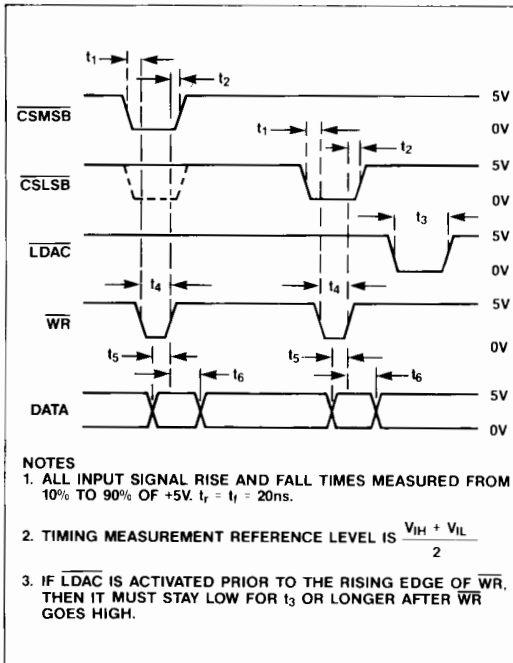 t1
t2
CSMSB
5V
0V
t1
t2
CSLSB
5V
0V
t3
LDAC
5V
0V
t4
t4
WR
5V
0V
t5
t6
t5
t6
DATA
5V
0V
NOTES
1. ALL INPUT SIGNAL RISE AND FALL TIMES MEASURED FROM
10% TO 90% OF +5V. tr = tf = 20ns.
2. TIMING MEASUREMENT REFERENCE LEVEL IS (VIH + VIL) / 2
3. IF LDAC IS ACTIVATED PRIOR TO THE RISING EDGE OF WR,
THEN IT MUST STAY LOW FOR t3 OR LONGER AFTER WR
GOES HIGH.